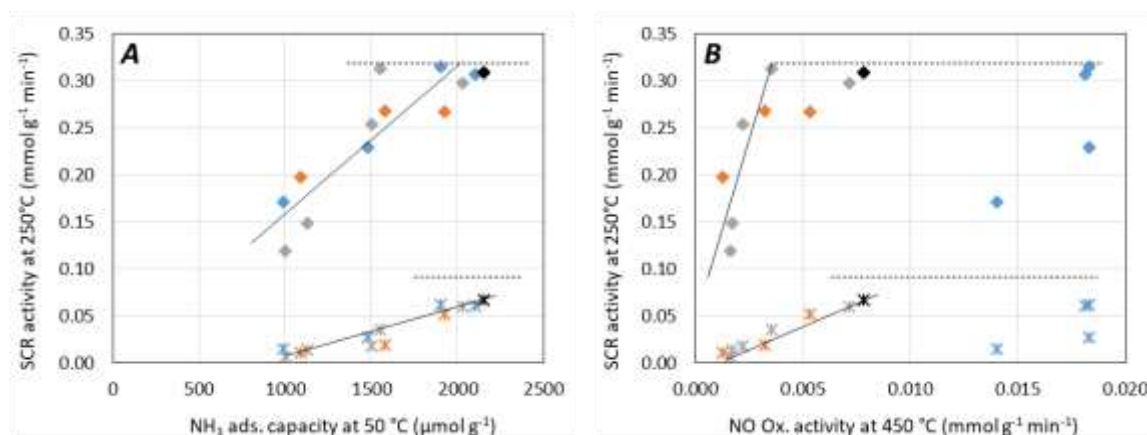 A
SCR activity at 250°C (mmol g⁻¹ min⁻¹)
0.35
0.30
0.25
0.20
0.15
0.10
0.05
0.00
0 500 1000 1500 2000 2500
NH₃ ads. capacity at 50 °C (μmol g⁻¹)
B
SCR activity at 250°C (mmol g⁻¹ min⁻¹)
0.35
0.30
0.25
0.20
0.15
0.10
0.05
0.00
0.000 0.005 0.010 0.015 0.020
NO Ox. activity at 450 °C (mmol g⁻¹ min⁻¹)